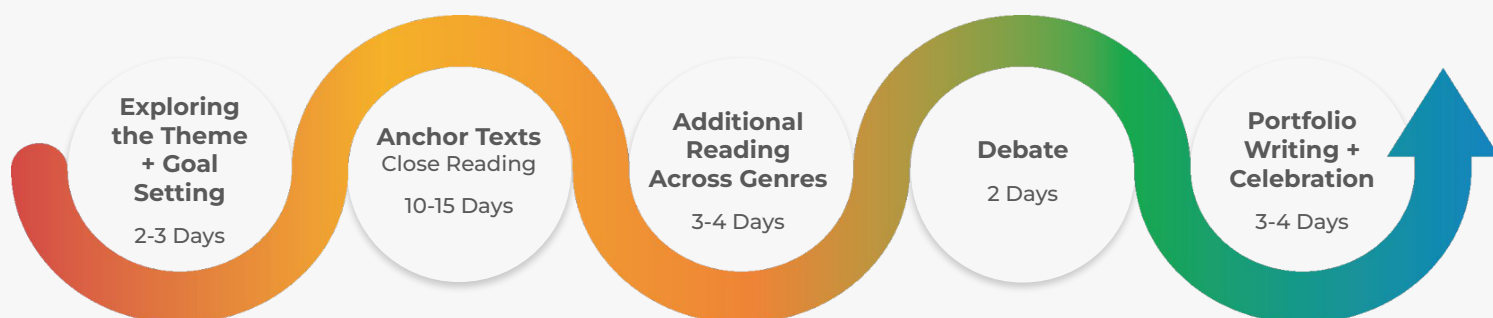 Exploring
the Theme
+ Goal
Setting
2-3 Days
Anchor Texts
Close Reading
10-15 Days
Additional
Reading
Across Genres
3-4 Days
Debate
2 Days
Portfolio
Writing +
Celebration
3-4 Days